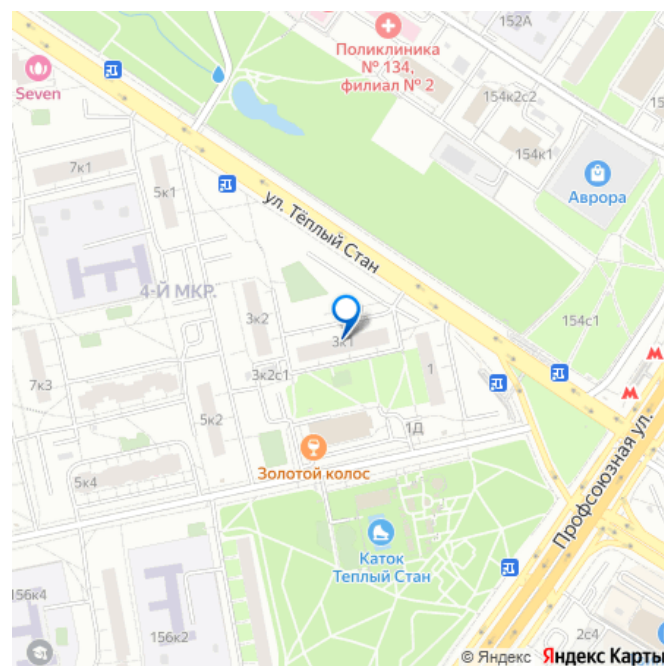 152А
Поликлиника
№ 134,
филиал № 2
Seven
154к2с2
154к1
Аврора
7к1
5к1
ул. Тёплый Стан
4-Й МКР.
3к2
3к1
154с1
3к2с1
1
7к3
5к2
1Д
Золотой колос
5к4
Профсоюзная ул.
Каток
Теплый Стан
156к4
156к2
2с4
© Яндекс Яндекс Карты